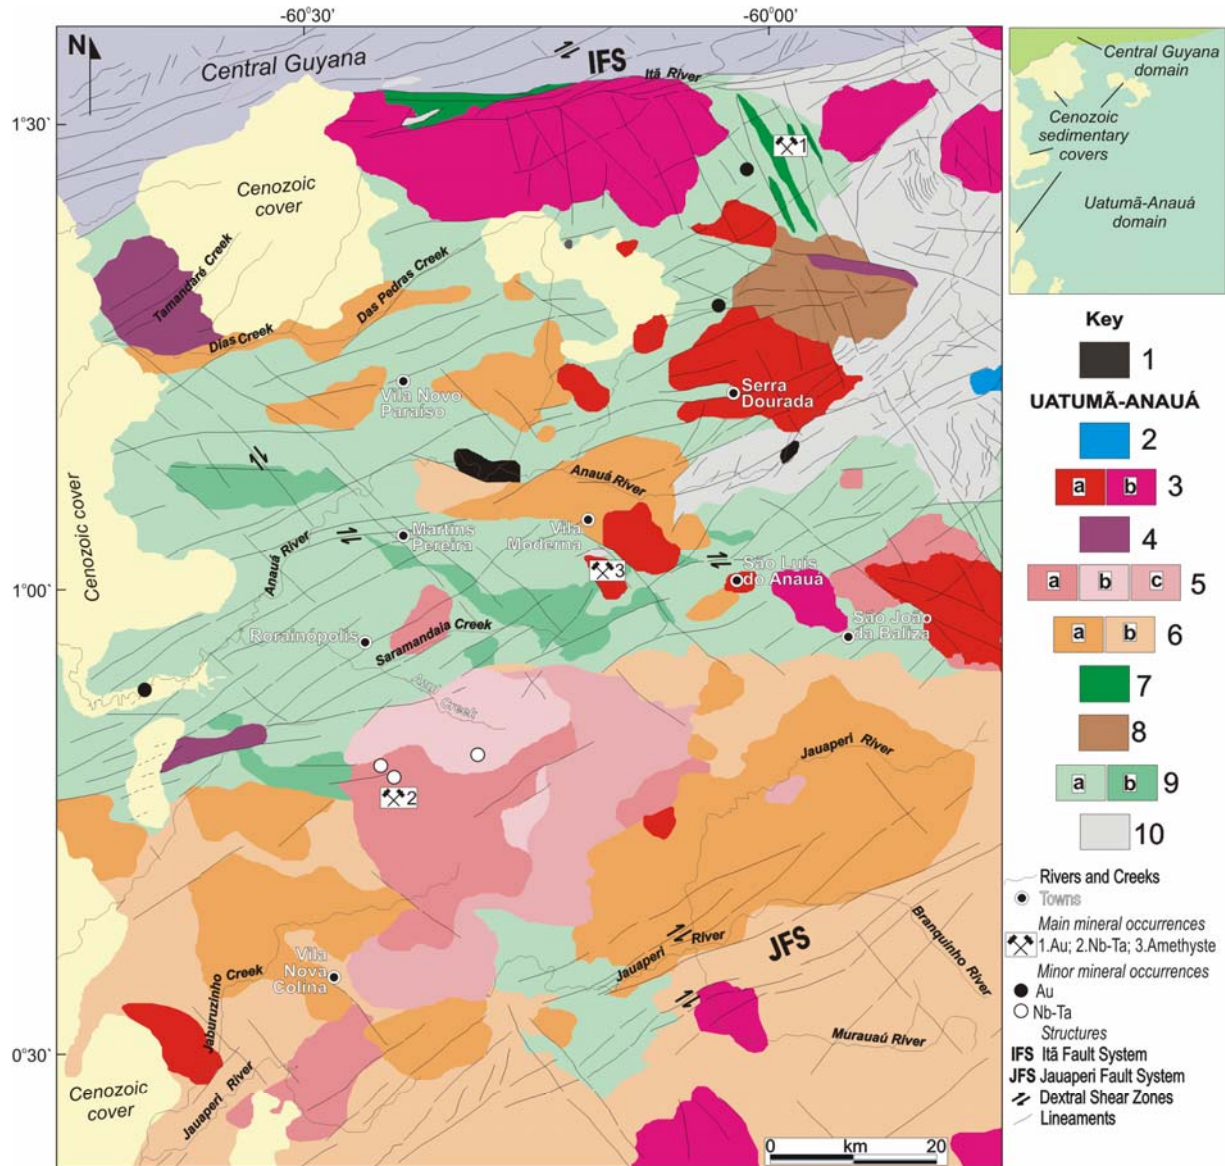 -60°30'
-60°00'
N
Central Guyana
IFS
Itã River
1°30'
1
Cenozoic
cover
Tamandaré Creek
Das Pedras Creek
Dias Creek
Vila Novo
Paraíso
Serra
Dourada
Anauá River
Cenozoic cover
Anauá River
Martins
Pereira
Vila
Moderna
3
São Luis
do Anauá
1°00'
São João
da Baliza
Rorainópolis
Saramandaia Creek
Azul Creek
Jauaperi River
2
Branquinho River
JFS
Jauaperi River
Vila
Nova
Colina
Jaburuzinho Creek
Murauaú River
0°30'
Jauaperi River
Cenozoic
cover
0 km 20
Central Guyana
domain
Cenozoic
sedimentary
covers
Uatumã-Anauá
domain
Key
1
UATUMÃ-ANAUÁ
2
a b 3
4
a b c 5
a b 6
7
8
a b 9
10
Rivers and Creeks
Towns
Main mineral occurrences
1.Au; 2.Nb-Ta; 3.Amethyste
Minor mineral occurrences
Au
Nb-Ta
Structures
IFS Itã Fault System
JFS Jauaperi Fault System
Dextral Shear Zones
Lineaments